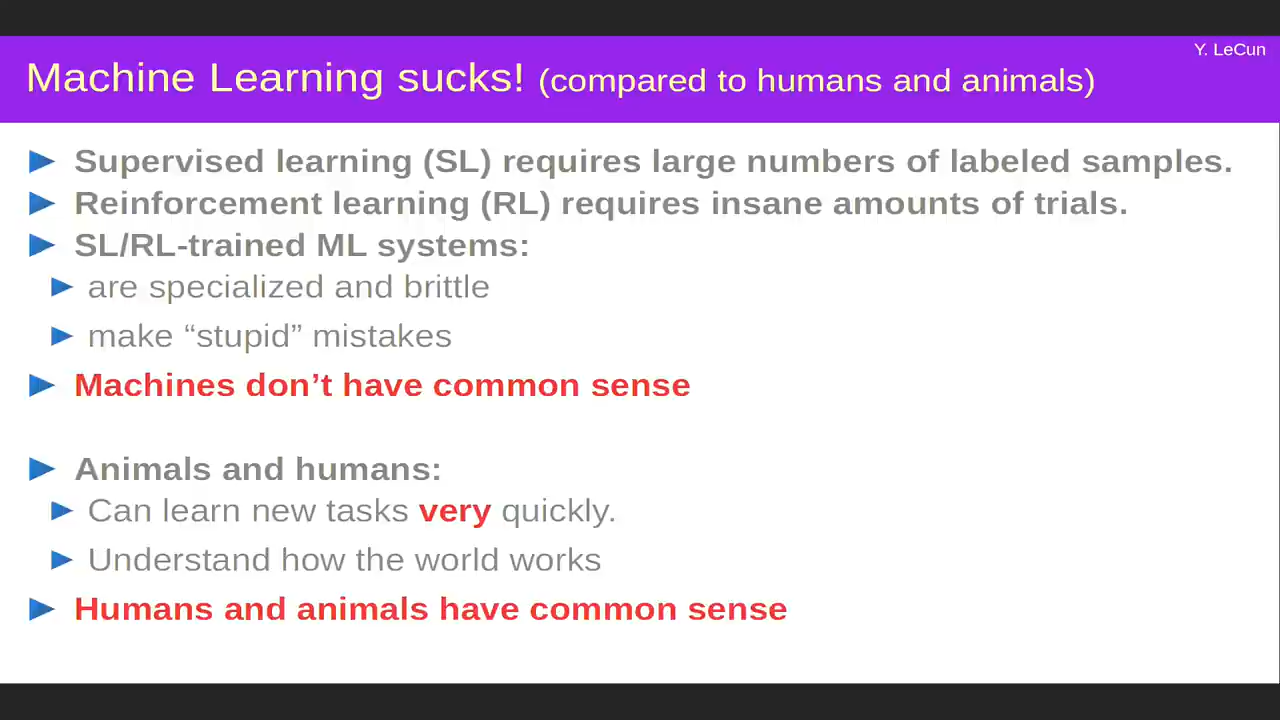 Y. LeCun
Machine Learning sucks! (compared to humans and animals)
Supervised learning (SL) requires large numbers of labeled samples.
Reinforcement learning (RL) requires insane amounts of trials.
SL/RL-trained ML systems:
are specialized and brittle
make “stupid” mistakes
Machines don’t have common sense
Animals and humans:
Can learn new tasks very quickly.
Understand how the world works
Humans and animals have common sense